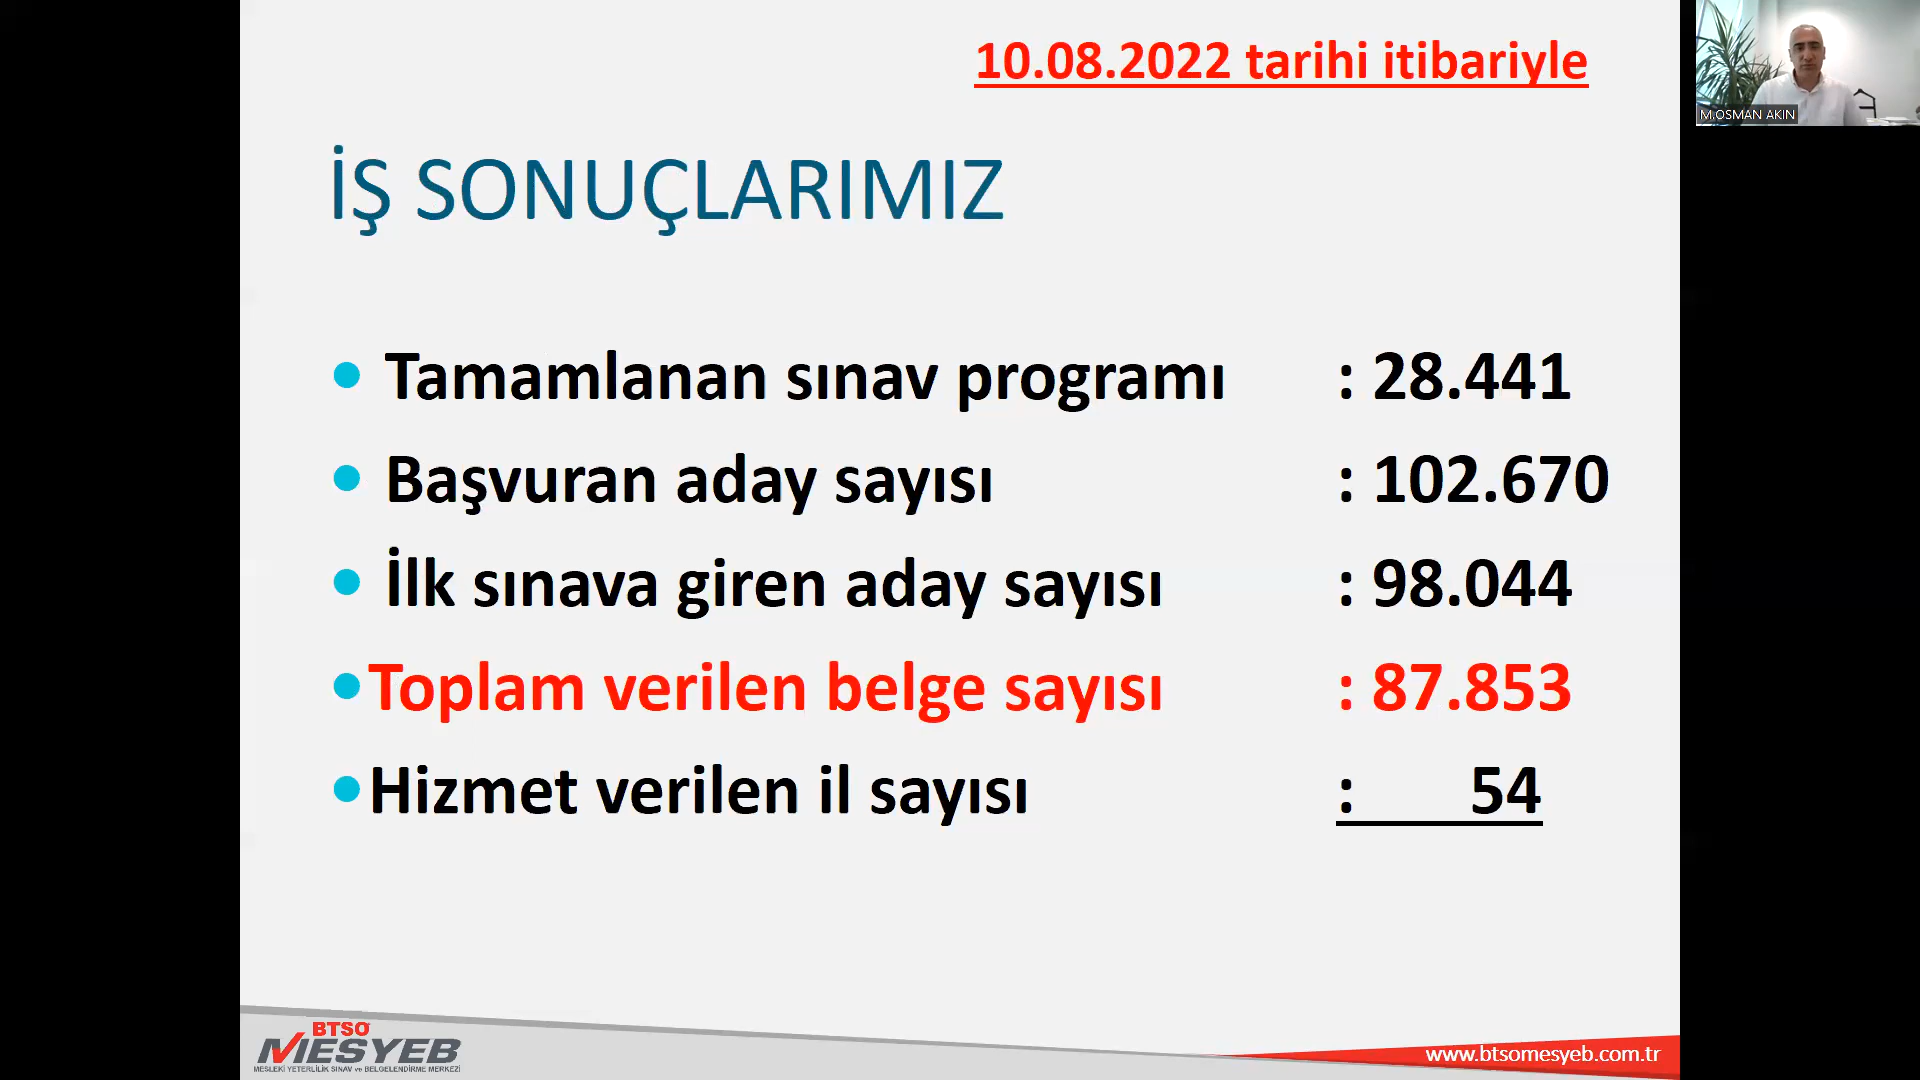 10.08.2022 tarihi itibariyle
M.OSMAN AKIN
İŞ SONUÇLARIMIZ
• Tamamlanan sınav programı : 28.441
• Başvuran aday sayısı : 102.670
• İlk sınava giren aday sayısı : 98.044
• Toplam verilen belge sayısı : 87.853
• Hizmet verilen il sayısı : 54
BTSO
MESYEB
MESLEKİ YETERLİLİK SINAV ve BELGELENDİRME MERKEZİ
www.btsomesyeb.com.tr